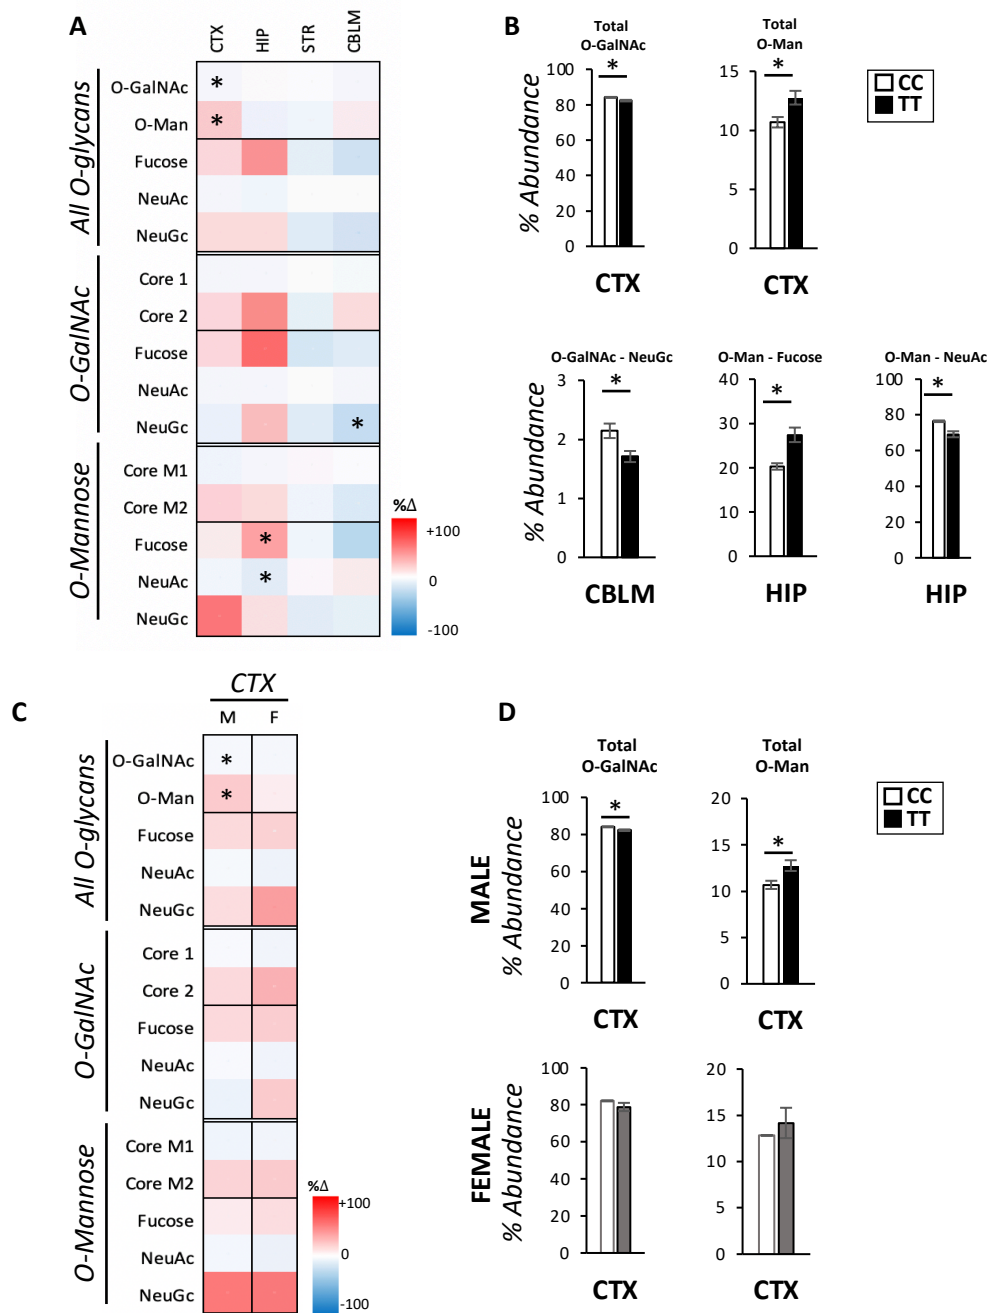 A
CTX HIP STR CBLM
All O-glycans
O-GalNAc *
O-Man *
Fucose
NeuAc
NeuGc
O-GalNAc
Core 1
Core 2
Fucose
NeuAc
NeuGc *
O-Mannose
Core M1
Core M2
Fucose *
NeuAc *
NeuGc
%Δ
+100
0
-100
B
Total
O-GalNAc
% Abundance
100
80
60
40
20
0
*
CTX
Total
O-Man
15
10
5
0
*
CTX
CC
TT
O-GalNAc - NeuGc
% Abundance
3
2
1
0
*
CBLM
O-Man - Fucose
40
30
20
10
0
*
HIP
O-Man - NeuAc
100
80
60
40
20
0
*
HIP
C
CTX
M F
All O-glycans
O-GalNAc *
O-Man *
Fucose
NeuAc
NeuGc
O-GalNAc
Core 1
Core 2
Fucose
NeuAc
NeuGc
O-Mannose
Core M1
Core M2
Fucose
NeuAc
NeuGc
%Δ
+100
0
-100
D
Total
O-GalNAc
MALE
% Abundance
100
80
60
40
20
0
*
CTX
Total
O-Man
20
15
10
5
0
*
CTX
CC
TT
FEMALE
% Abundance
100
80
60
40
20
0
CTX
20
15
10
5
0
CTX